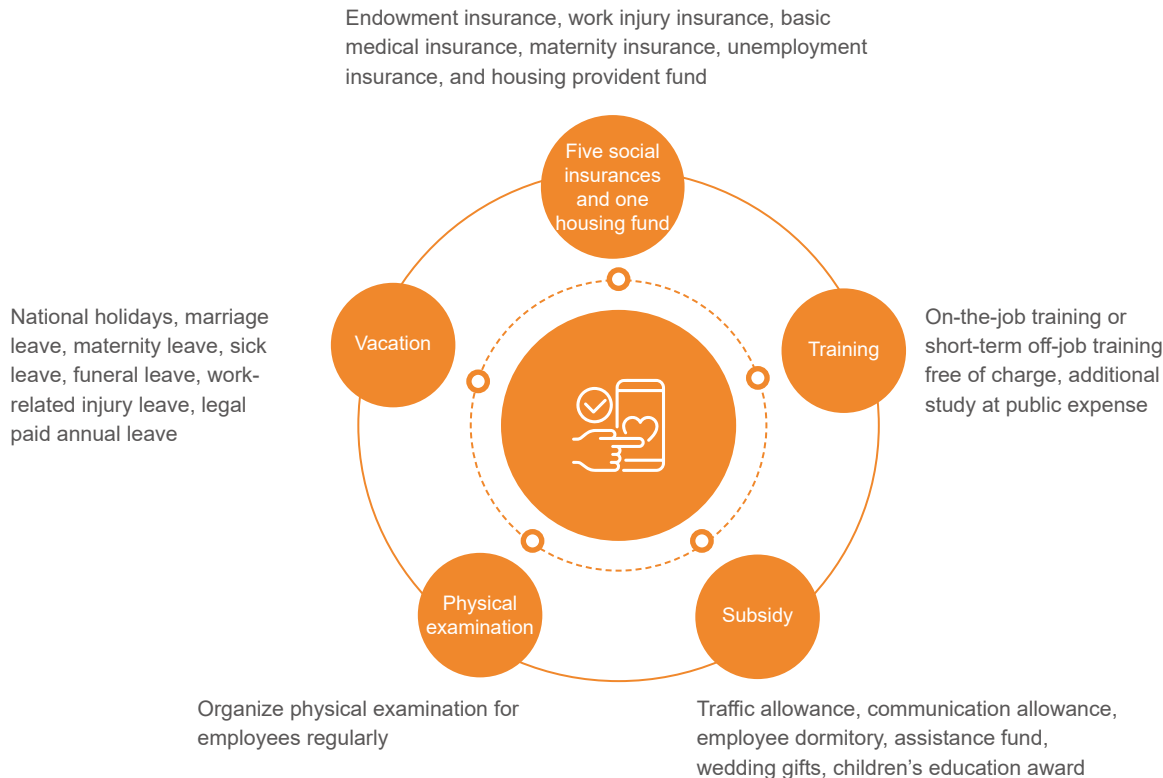 Endowment insurance, work injury insurance, basic
medical insurance, maternity insurance, unemployment
insurance, and housing provident fund
Five social
insurances
and one
housing fund
Vacation
National holidays, marriage
leave, maternity leave, sick
leave, funeral leave, work-
related injury leave, legal
paid annual leave
Training
On-the-job training or
short-term off-job training
free of charge, additional
study at public expense
Physical
examination
Organize physical examination for
employees regularly
Subsidy
Traffic allowance, communication allowance,
employee dormitory, assistance fund,
wedding gifts, children’s education award